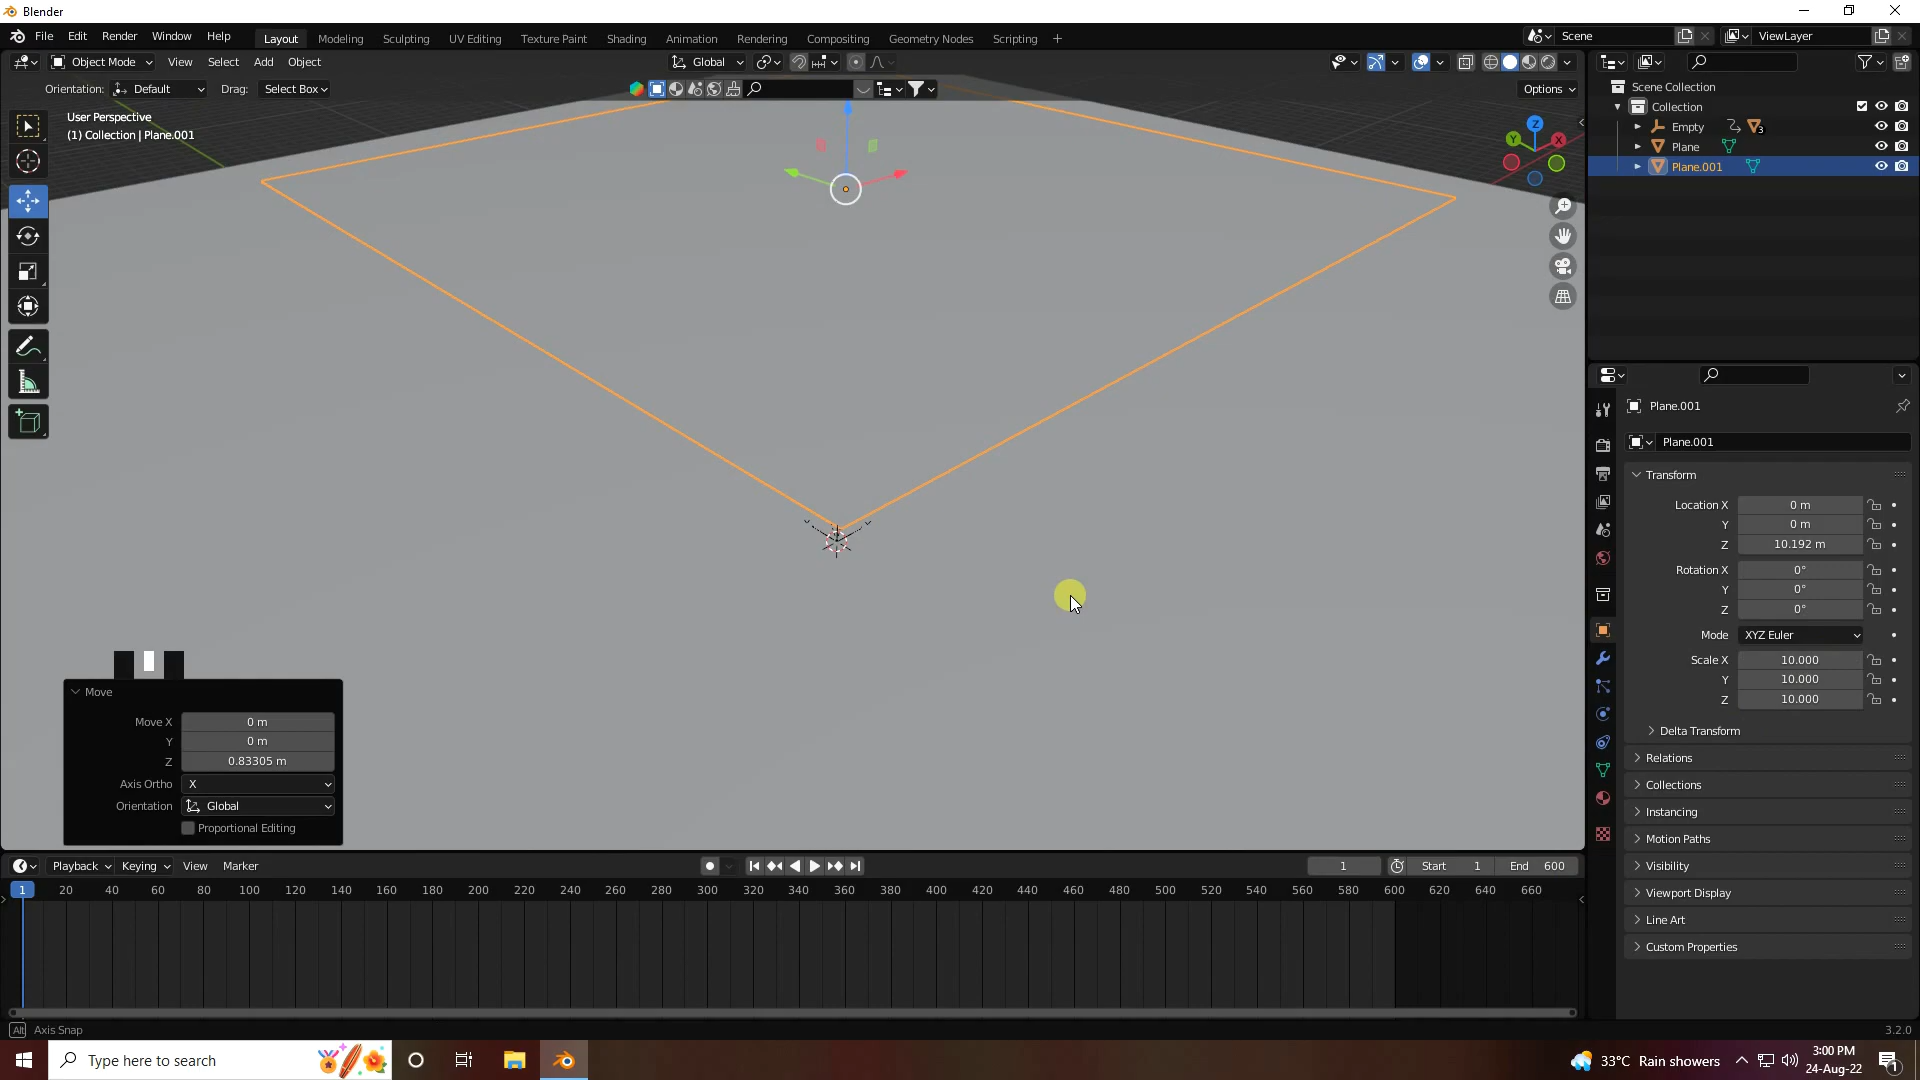 Blender
File Edit Render Window Help Layout Modeling Sculpting UV Editing Texture Paint Shading Animation Rendering Compositing Geometry Nodes Scripting + Scene ViewLayer
Object Mode View Select Add Object Global
Orientation: Default Drag: Select Box Options
User Perspective
(1) Collection | Plane.001
Z
Y
X
Scene Collection
Collection
Empty 3
Plane
Plane.001
Plane.001
Plane.001
Transform
Location X 0 m
Y 0 m
Z 10.192 m
Rotation X 0°
Y 0°
Z 0°
Mode XYZ Euler
Scale X 10.000
Y 10.000
Z 10.000
Delta Transform
Relations
Collections
Instancing
Motion Paths
Visibility
Viewport Display
Line Art
Custom Properties
Move
Move X 0 m
Y 0 m
Z 0.83305 m
Axis Ortho X
Orientation Global
Proportional Editing
Playback Keying View Marker 1 Start 1 End 600
1 20 40 60 80 100 120 140 160 180 200 220 240 260 280 300 320 340 360 380 400 420 440 460 480 500 520 540 560 580 600 620 640 660
Alt Axis Snap 3.2.0
Type here to search
33°C Rain showers
3:00 PM
24-Aug-22
1